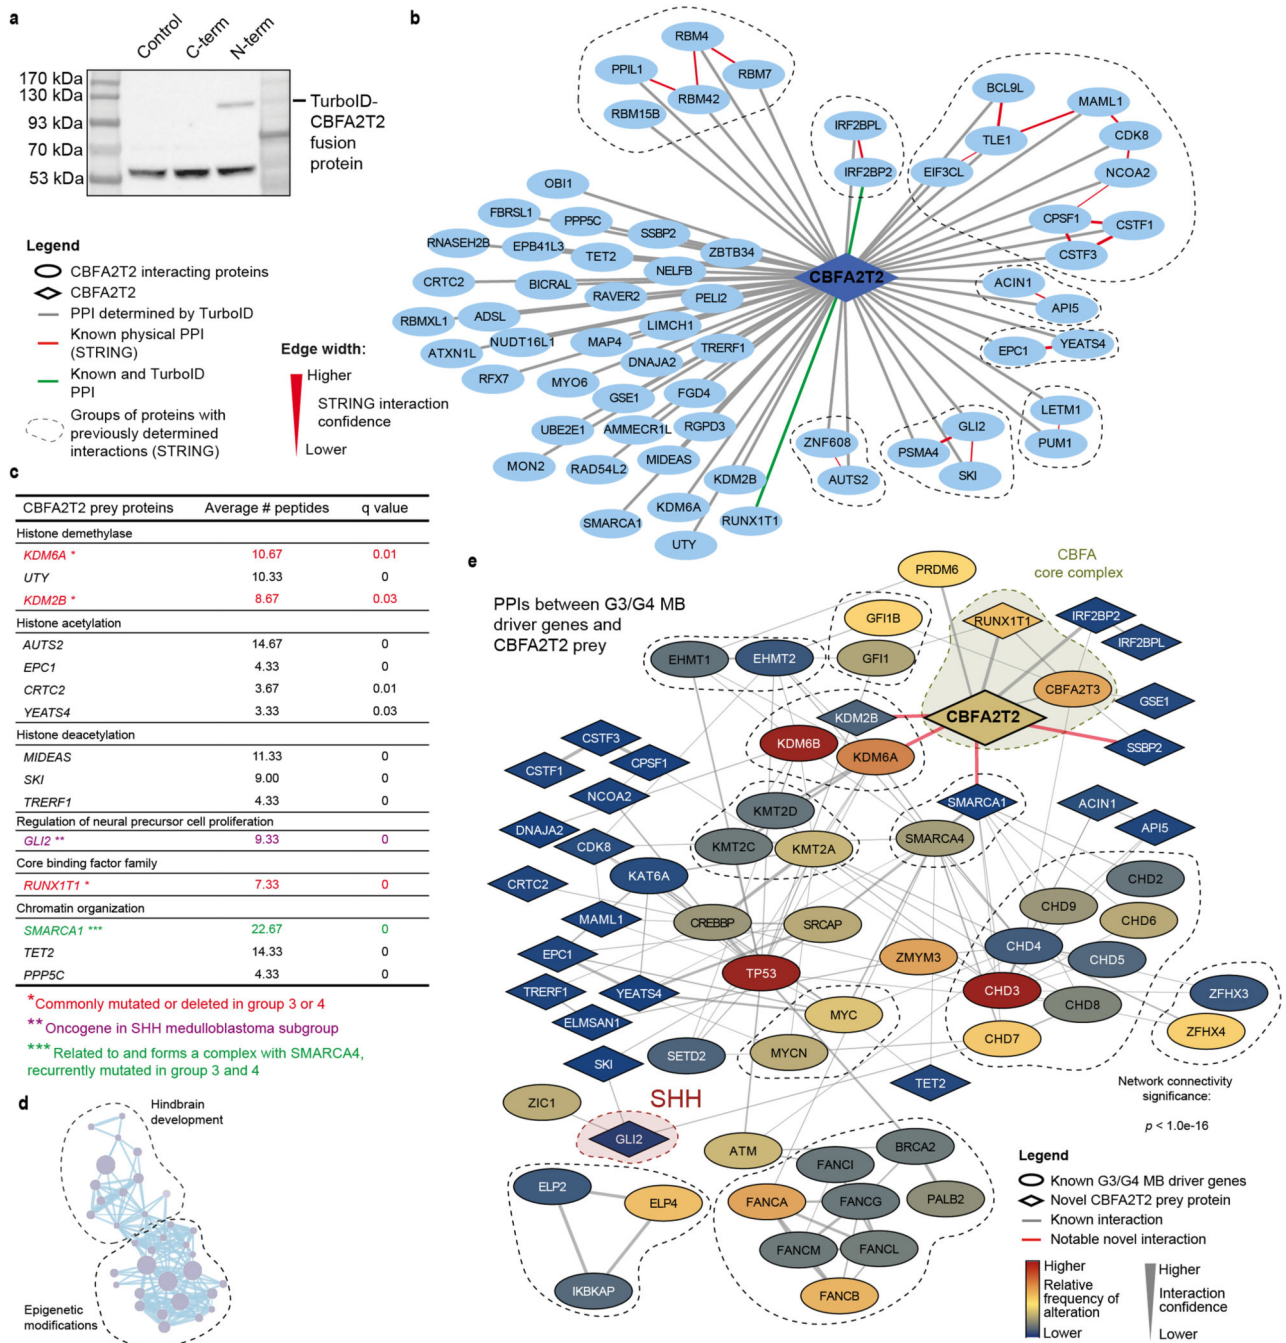 a
Control
C-term
N-term
170 kDa
130 kDa
93 kDa
70 kDa
53 kDa
TurboID-
CBFA2T2
fusion
protein
Legend
CBFA2T2 interacting proteins
CBFA2T2
PPI determined by TurboID
Known physical PPI
(STRING)
Known and TurboID
PPI
Groups of proteins with
previously determined
interactions (STRING)
Edge width:
Higher
STRING interaction
confidence
Lower
b
RBM4
PPIL1
RBM7
RBM42
RBM15B
IRF2BPL
IRF2BP2
BCL9L
MAML1
TLE1
CDK8
EIF3CL
NCOA2
CPSF1
CSTF1
CSTF3
OBI1
FBRSL1
PPP5C
SSBP2
RNASEH2B
EPB41L3
TET2
ZBTB34
NELFB
CBFA2T2
CRTC2
BICRAL
RAVER2
PELI2
ACIN1
API5
RBMXL1
ADSL
LIMCH1
NUDT16L1
MAP4
TRERF1
ATXN1L
DNAJA2
EPC1
YEATS4
RFX7
MYO6
GSE1
FGD4
LETM1
PUM1
UBE2E1
AMMECR1L
RGPD3
ZNF608
GLI2
PSMA4
SKI
MON2
RAD54L2
MIDEAS
KDM2B
AUTS2
SMARCA1
KDM6A
RUNX1T1
UTY
c
CBFA2T2 prey proteins Average # peptides q value
Histone demethylase
KDM6A * 10.67 0.01
UTY 10.33 0
KDM2B * 8.67 0.03
Histone acetylation
AUTS2 14.67 0
EPC1 4.33 0
CRTC2 3.67 0.01
YEATS4 3.33 0.03
Histone deacetylation
MIDEAS 11.33 0
SKI 9.00 0
TRERF1 4.33 0
Regulation of neural precursor cell proliferation
GLI2 ** 9.33 0
Core binding factor family
RUNX1T1 * 7.33 0
Chromatin organization
SMARCA1 *** 22.67 0
TET2 14.33 0
PPP5C 4.33 0
*Commonly mutated or deleted in group 3 or 4
**Oncogene in SHH medulloblastoma subgroup
***Related to and forms a complex with SMARCA4,
recurrently mutated in group 3 and 4
d
Hindbrain
development
Epigenetic
modifications
e
PPIs between G3/G4 MB
driver genes and
CBFA2T2 prey
CBFA
core complex
PRDM6
GFI1B
RUNX1T1
IRF2BP2
IRF2BPL
EHMT1
EHMT2
GFI1
CBFA2T3
GSE1
KDM2B
CBFA2T2
SSBP2
CSTF3
KDM6B
KDM6A
CSTF1
CPSF1
NCOA2
KMT2D
SMARCA1
ACIN1
API5
DNAJA2
CDK8
KMT2C
KMT2A
SMARCA4
CRTC2
KAT6A
CHD2
MAML1
CREBBP
SRCAP
CHD9
CHD6
EPC1
ZMYM3
CHD4
CHD5
TP53
TRERF1
YEATS4
CHD3
CHD8
ZFHX3
ELMSAN1
MYC
CHD7
ZFHX4
SKI
SETD2
MYCN
TET2
ZIC1
SHH
GLI2
Network connectivity
significance:
p < 1.0e-16
ATM
BRCA2
FANCI
ELP2
ELP4
FANCA
FANCG
PALB2
FANCM
FANCL
IKBKAP
FANCB
Legend
Known G3/G4 MB driver genes
Novel CBFA2T2 prey protein
Known interaction
Notable novel interaction
Higher
Relative
frequency of
alteration
Lower
Higher
Interaction
confidence
Lower